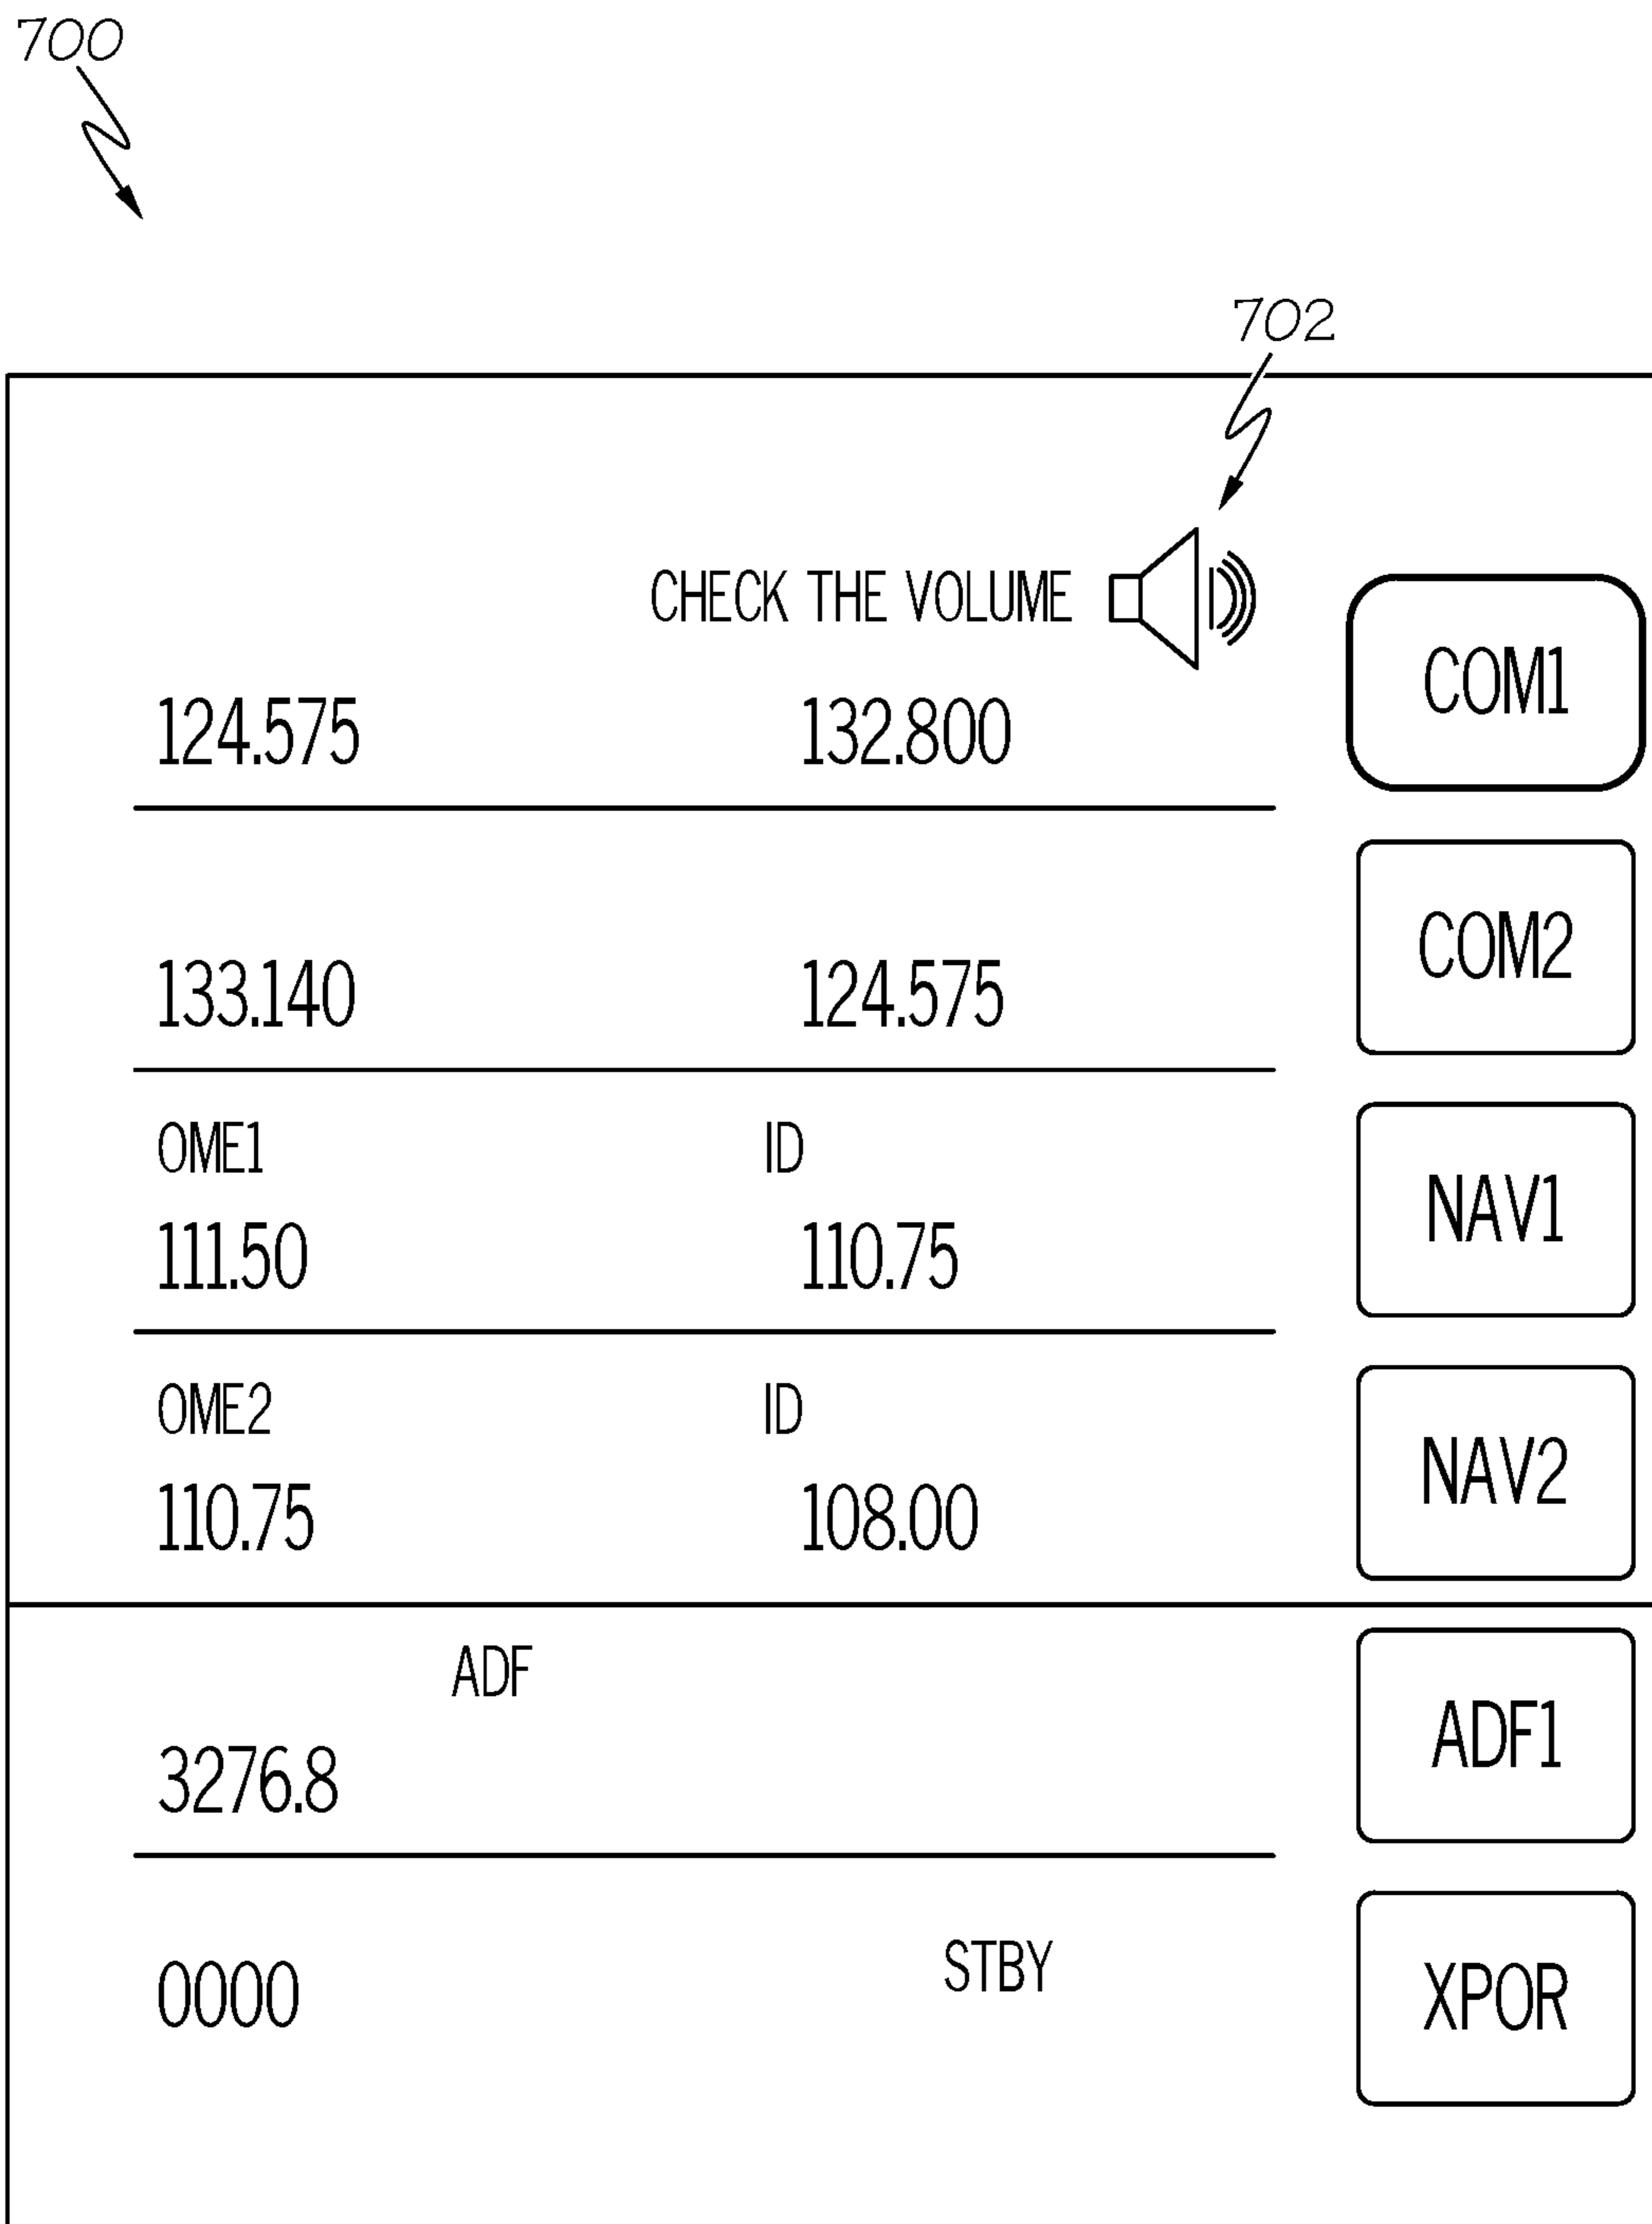 700
702
CHECK THE VOLUME
124.575 132.800 COM1
133.140 124.575 COM2
OME1 ID
111.50 110.75 NAV1
OME2 ID
110.75 108.00 NAV2
ADF
3276.8 ADF1
0000 STBY XPOR